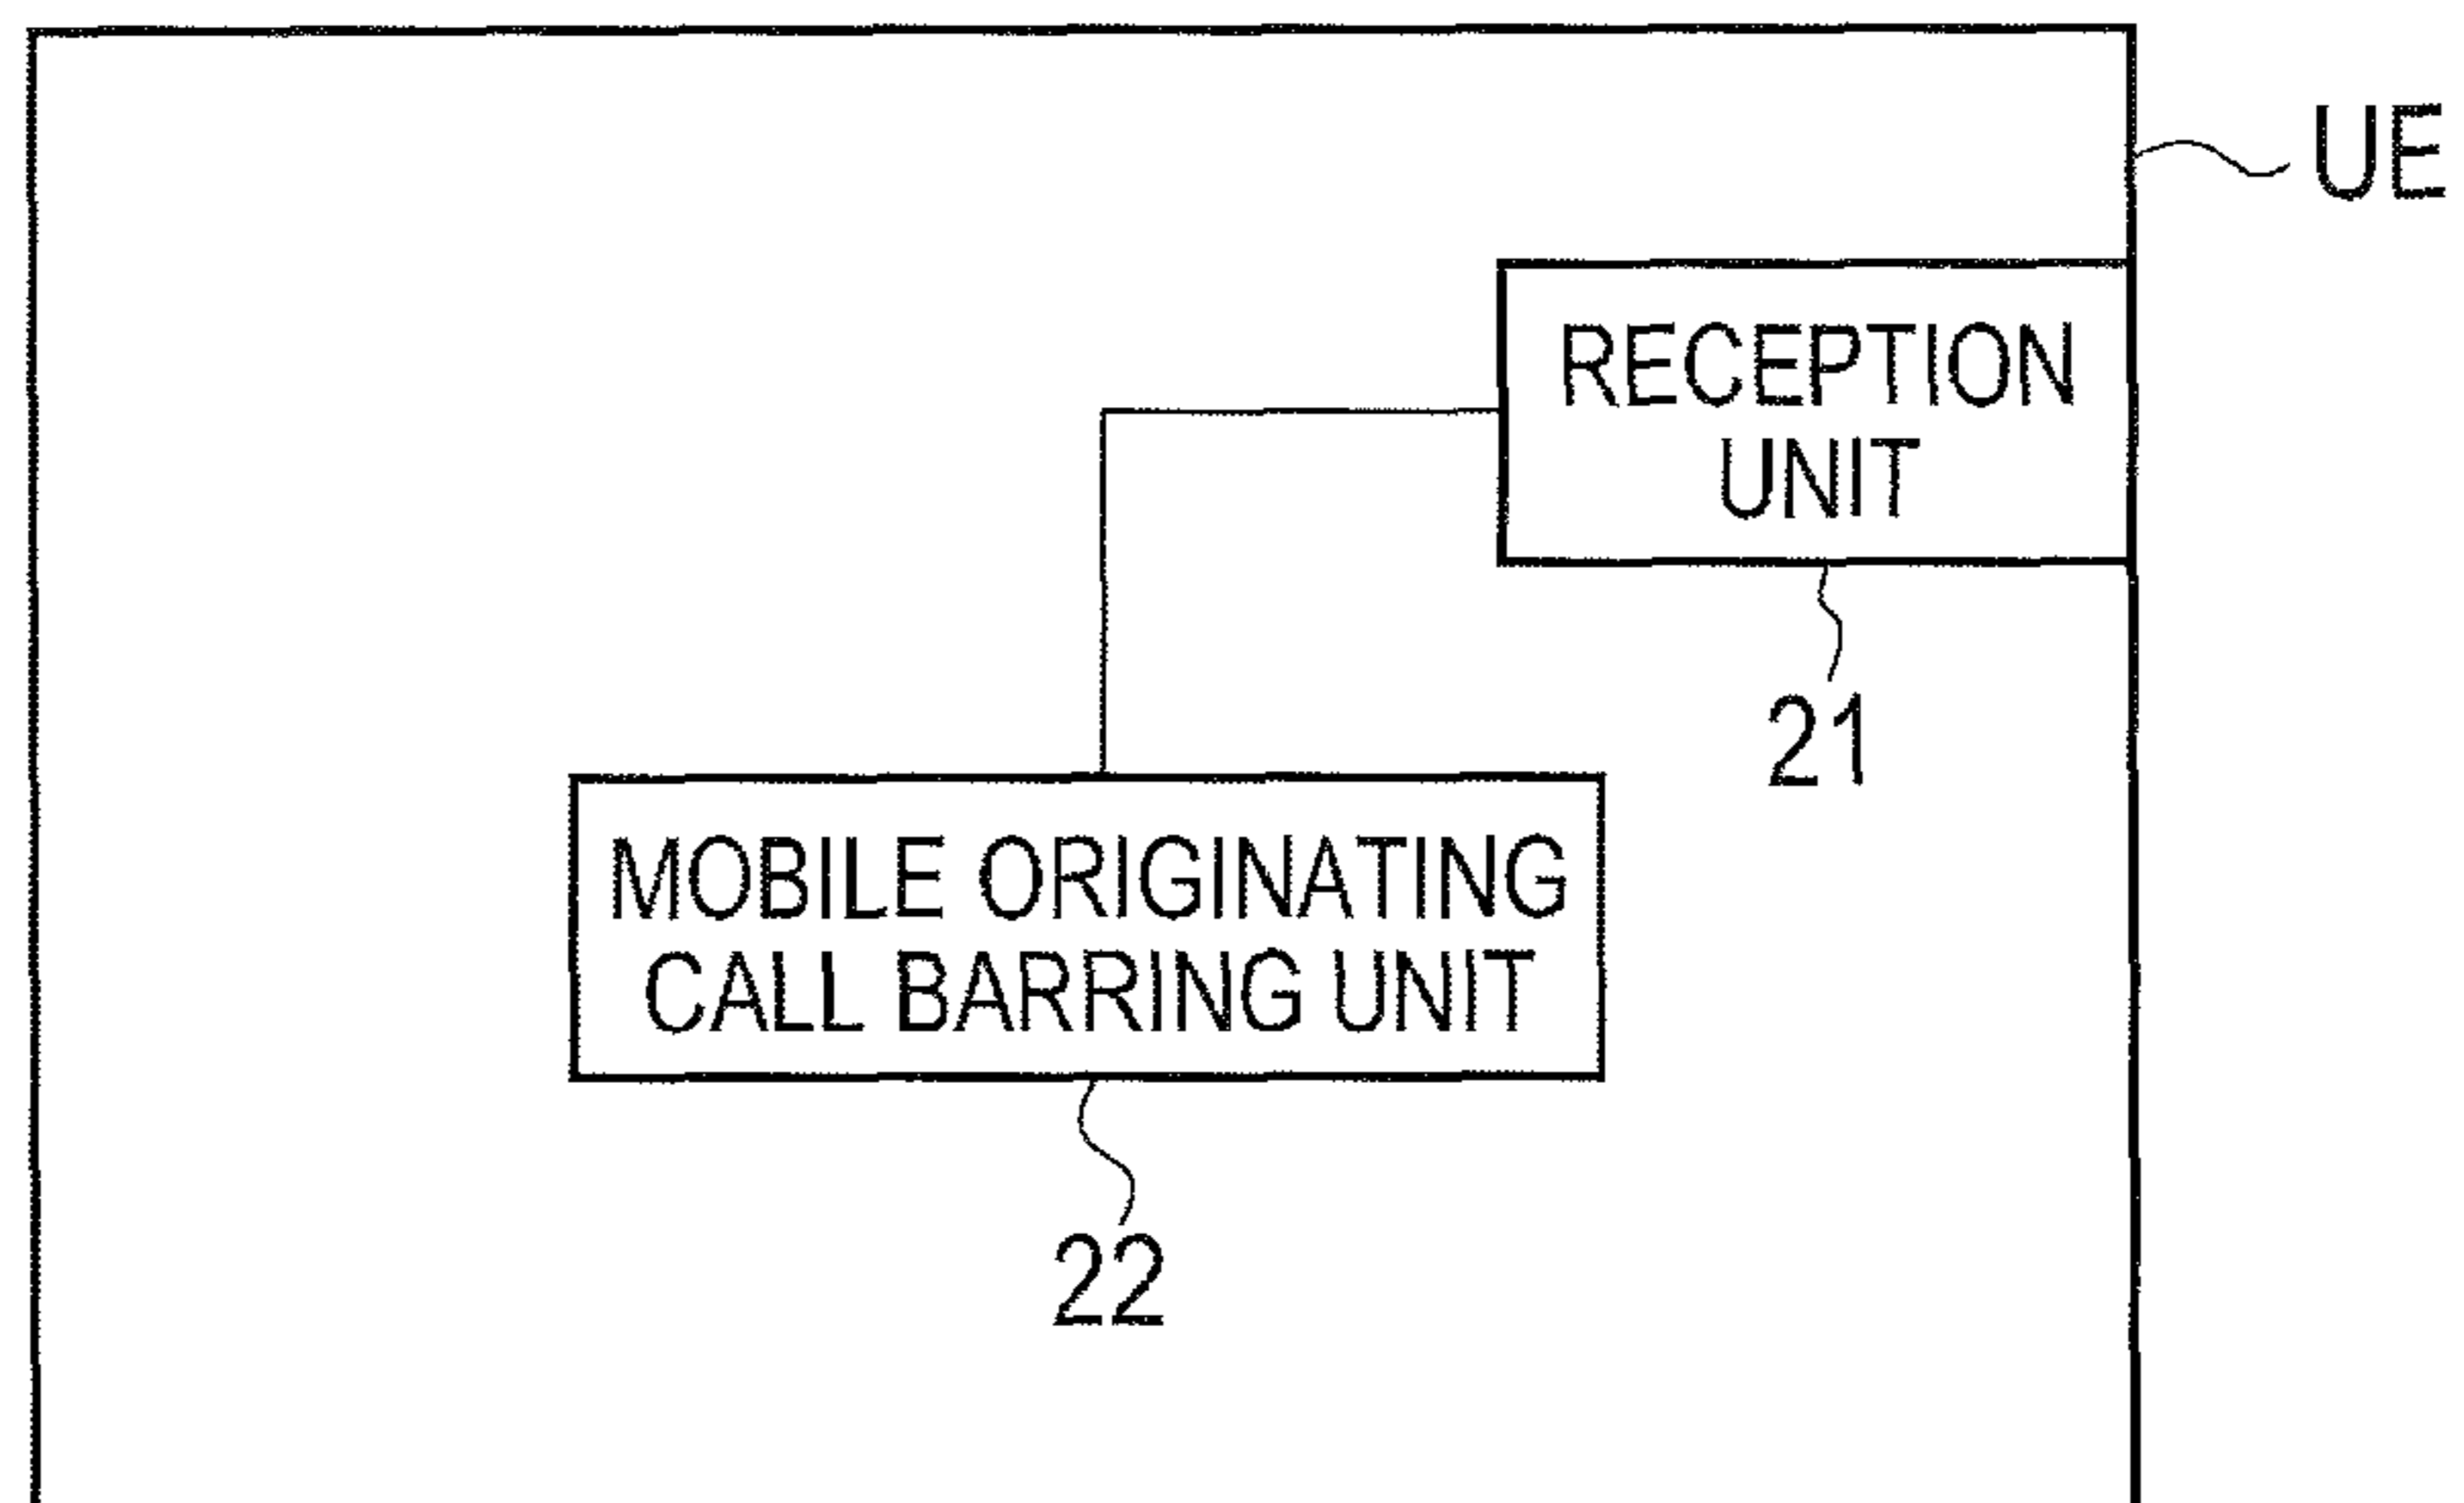 UE
RECEPTION
UNIT
21
MOBILE ORIGINATING
CALL BARRING UNIT
22